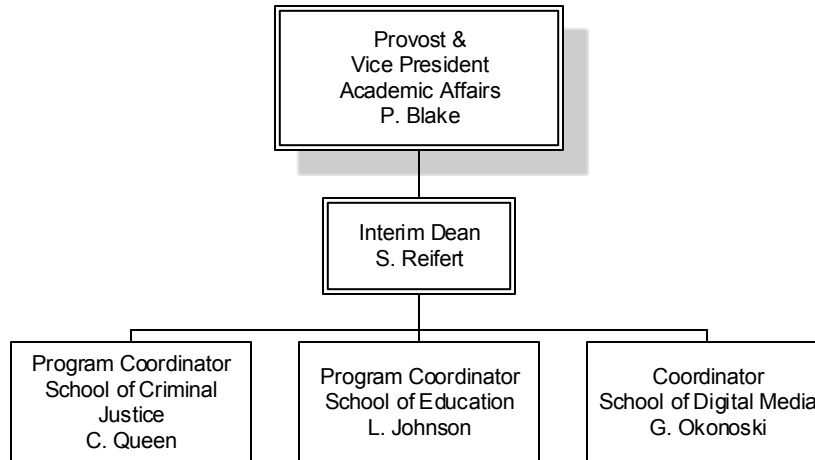 Provost &
Vice President
Academic Affairs
P. Blake
Interim Dean
S. Reifert
Program Coordinator
School of Criminal
Justice
C. Queen
Program Coordinator
School of Education
L. Johnson
Coordinator
School of Digital Media
G. Okonoski